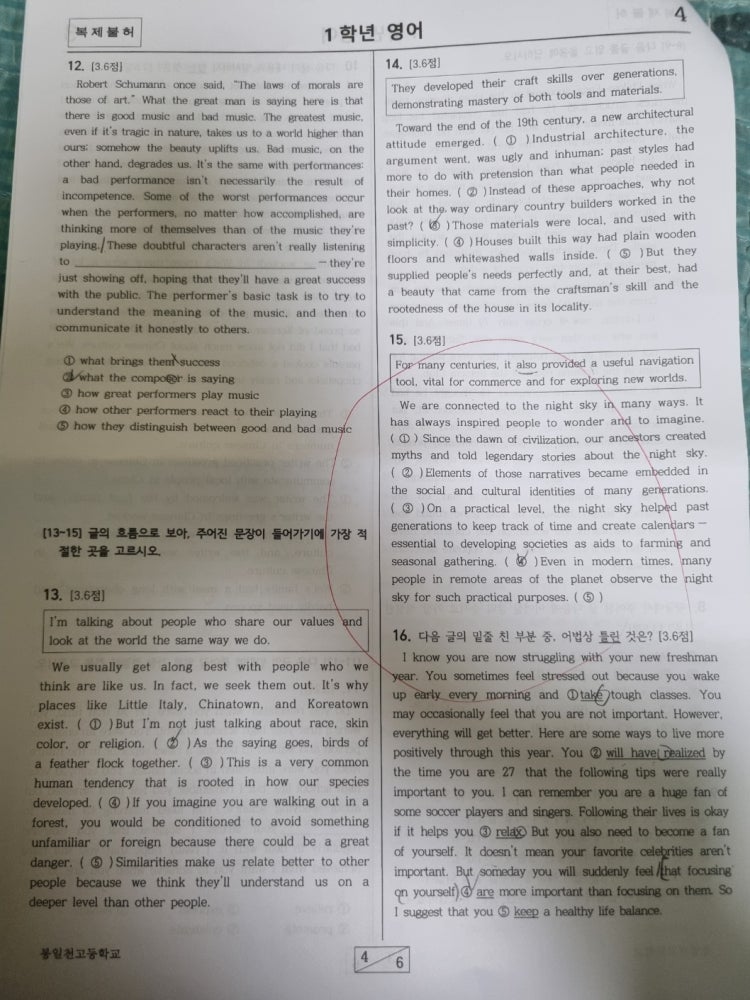 복제불허
1학년 영어
4
12. [3.6점]
Robert Schumann once said, "The laws of morals are
those of art." What the great man is saying here is that
there is good music and bad music. The greatest music,
even if it's tragic in nature, takes us to a world higher than
ours; somehow the beauty uplifts us. Bad music, on the
other hand, degrades us. It's the same with performances:
a bad performance isn't necessarily the result of
incompetence. Some of the worst performances occur
when the performers, no matter how accomplished, are
thinking more of themselves than of the music they're
playing. These doubtful characters aren't really listening
to ______________________________ — they're
just showing off, hoping that they'll have a great success
with the public. The performer's basic task is to try to
understand the meaning of the music, and then to
communicate it honestly to others.
① what brings them success
② what the composer is saying
③ how great performers play music
④ how other performers react to their playing
⑤ how they distinguish between good and bad music
[13-15] 글의 흐름으로 보아, 주어진 문장이 들어가기에 가장 적
절한 곳을 고르시오.
13. [3.6점]
I'm talking about people who share our values and
look at the world the same way we do.
We usually get along best with people who we
think are like us. In fact, we seek them out. It's why
places like Little Italy, Chinatown, and Koreatown
exist. ( ① ) But I'm not just talking about race, skin
color, or religion. ( ② ) As the saying goes, birds of
a feather flock together. ( ③ ) This is a very common
human tendency that is rooted in how our species
developed. ( ④ ) If you imagine you are walking out in a
forest, you would be conditioned to avoid something
unfamiliar or foreign because there could be a great
danger. ( ⑤ ) Similarities make us relate better to other
people because we think they'll understand us on a
deeper level than other people.
14. [3.6점]
They developed their craft skills over generations,
demonstrating mastery of both tools and materials.
Toward the end of the 19th century, a new architectural
attitude emerged. ( ① ) Industrial architecture, the
argument went, was ugly and inhuman; past styles had
more to do with pretension than what people needed in
their homes. ( ② ) Instead of these approaches, why not
look at the way ordinary country builders worked in the
past? ( ③ ) Those materials were local, and used with
simplicity. ( ④ ) Houses built this way had plain wooden
floors and whitewashed walls inside. ( ⑤ ) But they
supplied people's needs perfectly and, at their best, had
a beauty that came from the craftsman's skill and the
rootedness of the house in its locality.
15. [3.6점]
For many centuries, it also provided a useful navigation
tool, vital for commerce and for exploring new worlds.
We are connected to the night sky in many ways. It
has always inspired people to wonder and to imagine.
( ① ) Since the dawn of civilization, our ancestors created
myths and told legendary stories about the night sky.
( ② ) Elements of those narratives became embedded in
the social and cultural identities of many generations.
( ③ ) On a practical level, the night sky helped past
generations to keep track of time and create calendars —
essential to developing societies as aids to farming and
seasonal gathering. ( ④ ) Even in modern times, many
people in remote areas of the planet observe the night
sky for such practical purposes. ( ⑤ )
16. 다음 글의 밑줄 친 부분 중, 어법상 틀린 것은? [3.6점]
I know you are now struggling with your new freshman
year. You sometimes feel stressed out because you wake
up early every morning and ① take tough classes. You
may occasionally feel that you are not important. However,
everything will get better. Here are some ways to live more
positively through this year. You ② will have realized by
the time you are 27 that the following tips were really
important to you. I can remember you are a huge fan of
some soccer players and singers. Following their lives is okay
if it helps you ③ relax. But you also need to become a fan
of yourself. It doesn't mean your favorite celebrities aren't
important. But someday you will suddenly feel that focusing
on yourself ④ are more important than focusing on them. So
I suggest that you ⑤ keep a healthy life balance.
봉일천고등학교
4 / 6